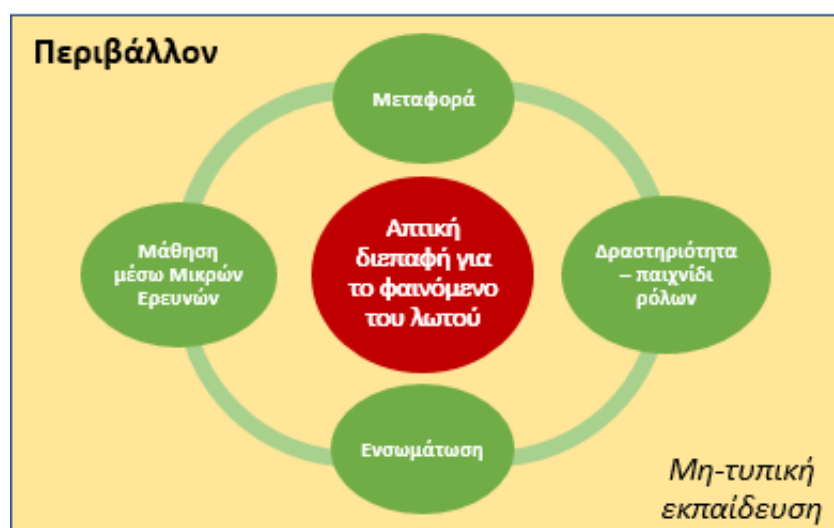 Περιβάλλον
Μεταφορά
Μάθηση
μέσω Μικρών
Ερευνών
Απτική
διεπαφή για
το φαινόμενο
του λωτού
Δραστηριότητα
– παιχνίδι
ρόλων
Ενσωμάτωση
Μη-τυπική
εκπαίδευση